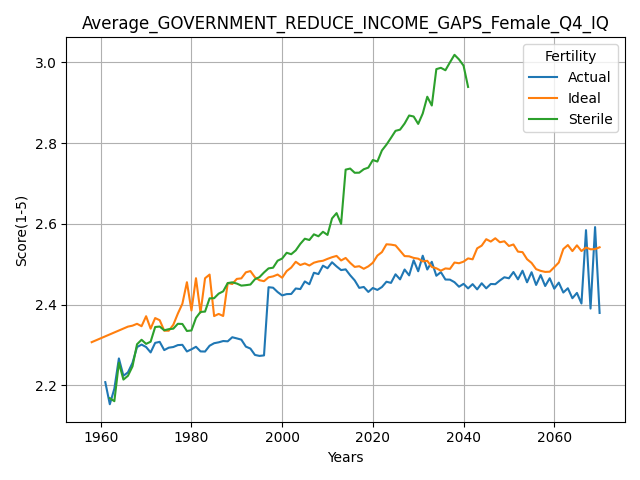 Average_GOVERNMENT_REDUCE_INCOME_GAPS_Female_Q4_IQ
Fertility
Actual
Ideal
Sterile
Score(1-5)
3.0
2.8
2.6
2.4
2.2
1960 1980 2000 2020 2040 2060
Years